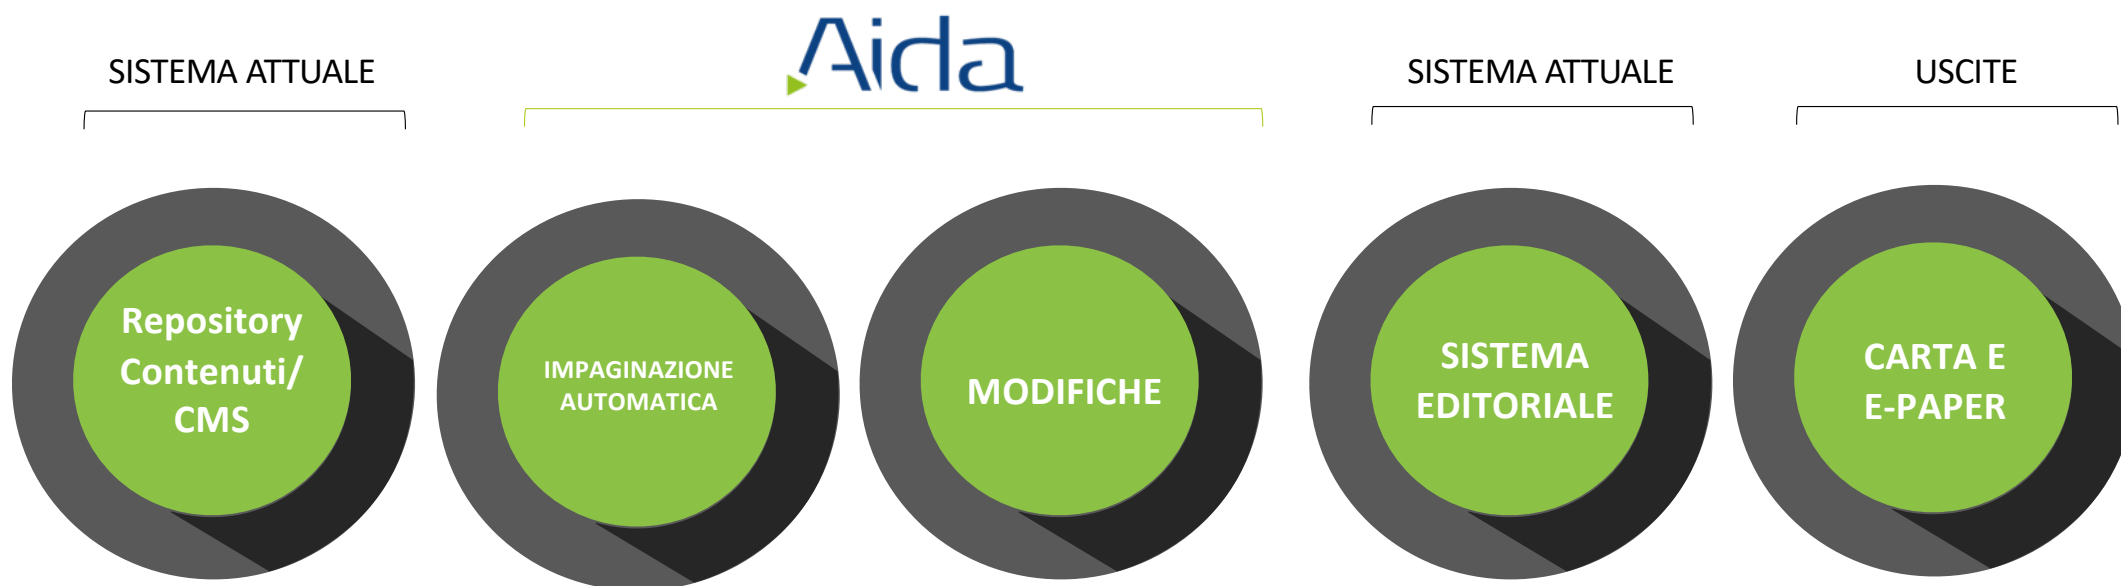 Aida
SISTEMA ATTUALE
SISTEMA ATTUALE
USCITE
Repository
Contenuti/
CMS
IMPAGINAZIONE
AUTOMATICA
MODIFICHE
SISTEMA
EDITORIALE
CARTA E
E-PAPER